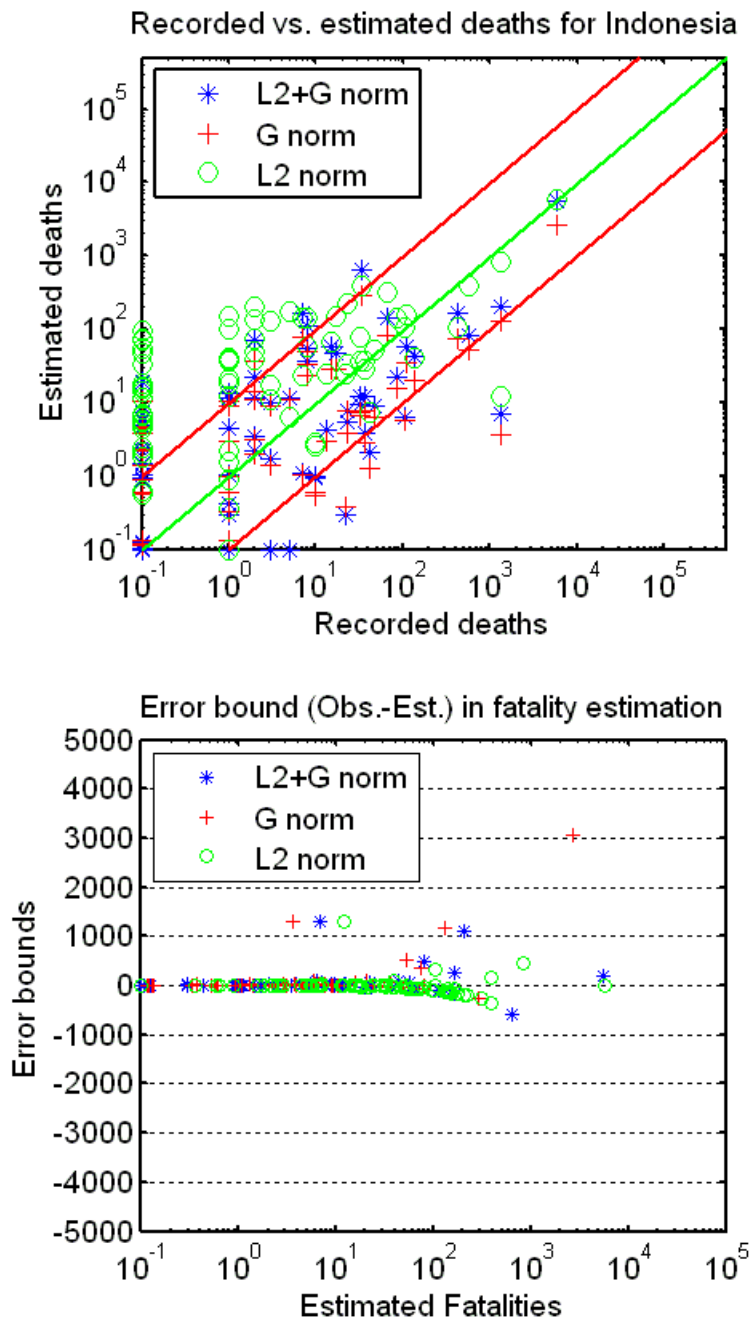 Recorded vs. estimated deaths for Indonesia
L2+G norm
G norm
L2 norm
Estimated deaths
10^5
10^4
10^3
10^2
10^1
10^0
10^-1
10^-1 10^0 10^1 10^2 10^3 10^4 10^5
Recorded deaths
Error bound (Obs.-Est.) in fatality estimation
L2+G norm
G norm
L2 norm
Error bounds
5000
4000
3000
2000
1000
0
-1000
-2000
-3000
-4000
-5000
10^-1 10^0 10^1 10^2 10^3 10^4 10^5
Estimated Fatalities